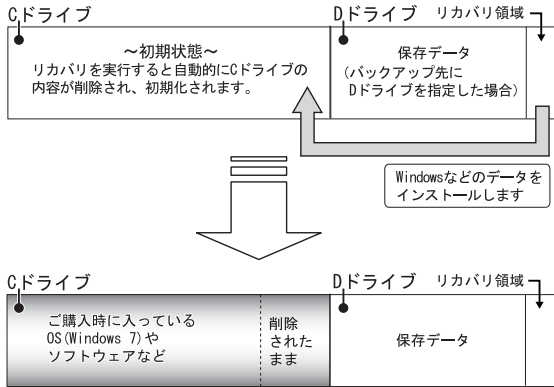 Cドライブ
Dドライブ
リカバリ領域
～初期状態～
リカバリを実行すると自動的にCドライブの
内容が削除され、初期化されます。
保存データ
(バックアップ先に
Dドライブを指定した場合)
Windowsなどのデータを
インストールします
Cドライブ
Dドライブ
リカバリ領域
ご購入時に入っている
OS(Windows 7)や
ソフトウェアなど
削除
された
まま
保存データ